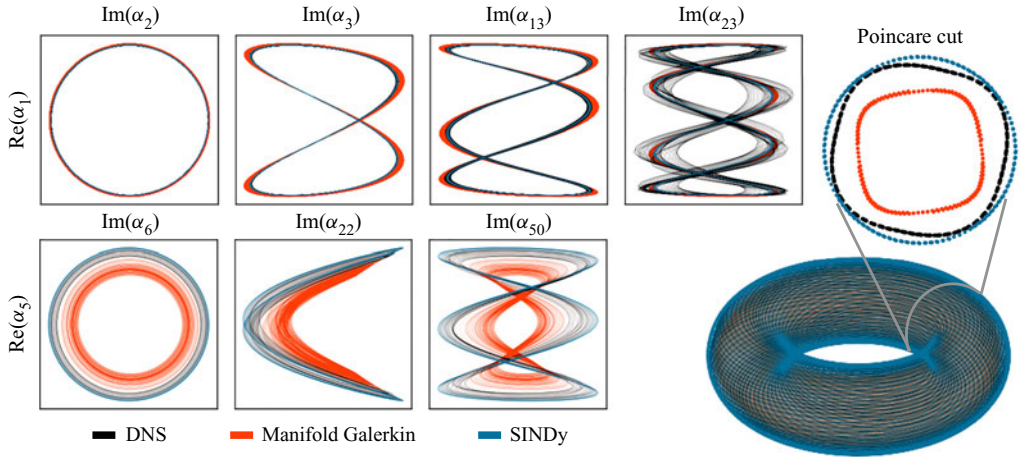 Im(α₂) Im(α₃) Im(α₁₃) Im(α₂₃)
Poincare cut
Re(α₁)
Im(α₆) Im(α₂₂) Im(α₅₀)
Re(α₅)
DNS Manifold Galerkin SINDy